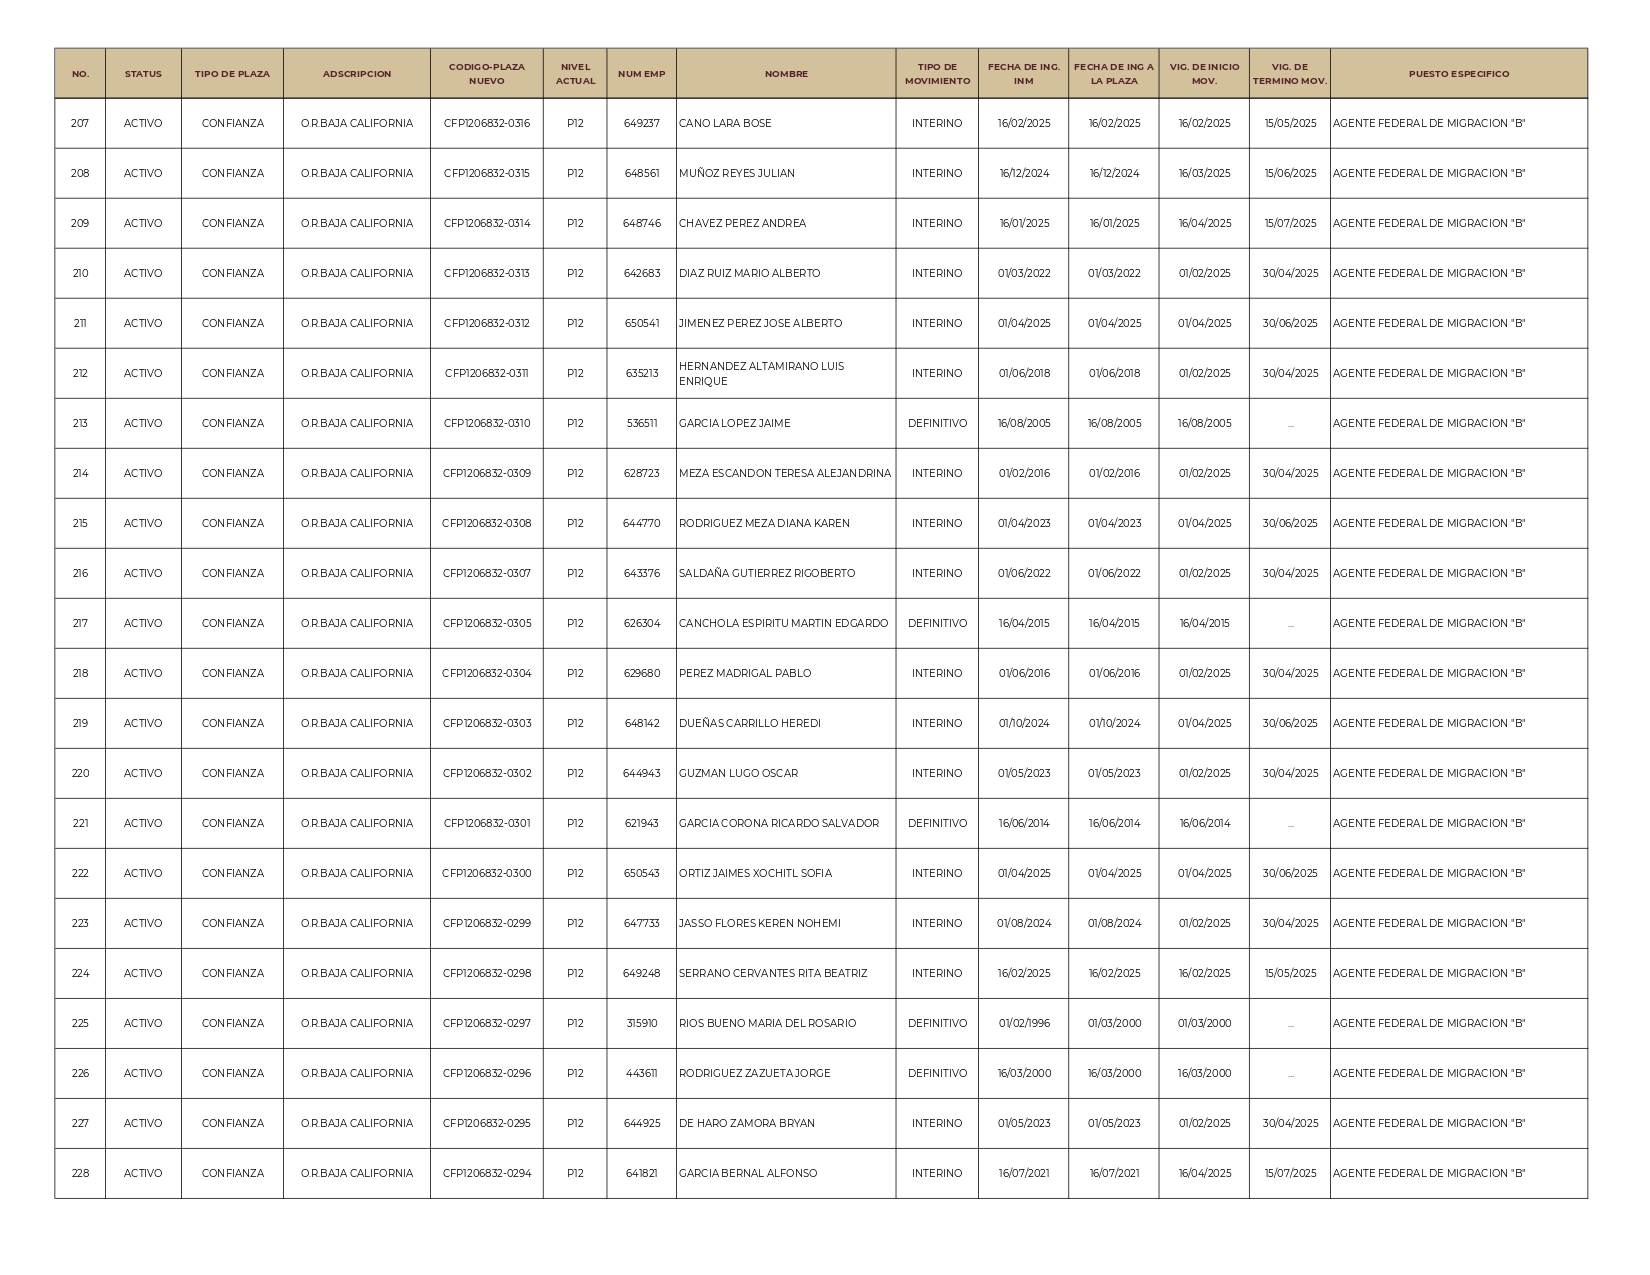 NO. STATUS TIPO DE PLAZA ADSCRIPCION CODIGO-PLAZA NUEVO NIVEL ACTUAL NUM EMP NOMBRE TIPO DE MOVIMIENTO FECHA DE ING. INM FECHA DE ING A LA PLAZA VIG. DE INICIO MOV. VIG. DE TERMINO MOV. PUESTO ESPECIFICO
207 ACTIVO CONFIANZA O.R.BAJA CALIFORNIA CFP1206832-0316 P12 649237 CANO LARA BOSE INTERINO 16/02/2025 16/02/2025 16/02/2025 15/05/2025 AGENTE FEDERAL DE MIGRACION "B"
208 ACTIVO CONFIANZA O.R.BAJA CALIFORNIA CFP1206832-0315 P12 648561 MUÑOZ REYES JULIAN INTERINO 16/12/2024 16/12/2024 16/03/2025 15/06/2025 AGENTE FEDERAL DE MIGRACION "B"
209 ACTIVO CONFIANZA O.R.BAJA CALIFORNIA CFP1206832-0314 P12 648746 CHAVEZ PEREZ ANDREA INTERINO 16/01/2025 16/01/2025 16/04/2025 15/07/2025 AGENTE FEDERAL DE MIGRACION "B"
210 ACTIVO CONFIANZA O.R.BAJA CALIFORNIA CFP1206832-0313 P12 642683 DIAZ RUIZ MARIO ALBERTO INTERINO 01/03/2022 01/03/2022 01/02/2025 30/04/2025 AGENTE FEDERAL DE MIGRACION "B"
211 ACTIVO CONFIANZA O.R.BAJA CALIFORNIA CFP1206832-0312 P12 650541 JIMENEZ PEREZ JOSE ALBERTO INTERINO 01/04/2025 01/04/2025 01/04/2025 30/06/2025 AGENTE FEDERAL DE MIGRACION "B"
212 ACTIVO CONFIANZA O.R.BAJA CALIFORNIA CFP1206832-0311 P12 635213 HERNANDEZ ALTAMIRANO LUIS ENRIQUE INTERINO 01/06/2018 01/06/2018 01/02/2025 30/04/2025 AGENTE FEDERAL DE MIGRACION "B"
213 ACTIVO CONFIANZA O.R.BAJA CALIFORNIA CFP1206832-0310 P12 536511 GARCIA LOPEZ JAIME DEFINITIVO 16/08/2005 16/08/2005 16/08/2005 ... AGENTE FEDERAL DE MIGRACION "B"
214 ACTIVO CONFIANZA O.R.BAJA CALIFORNIA CFP1206832-0309 P12 628723 MEZA ESCANDON TERESA ALEJANDRINA INTERINO 01/02/2016 01/02/2016 01/02/2025 30/04/2025 AGENTE FEDERAL DE MIGRACION "B"
215 ACTIVO CONFIANZA O.R.BAJA CALIFORNIA CFP1206832-0308 P12 644770 RODRIGUEZ MEZA DIANA KAREN INTERINO 01/04/2023 01/04/2023 01/04/2025 30/06/2025 AGENTE FEDERAL DE MIGRACION "B"
216 ACTIVO CONFIANZA O.R.BAJA CALIFORNIA CFP1206832-0307 P12 643376 SALDAÑA GUTIERREZ RIGOBERTO INTERINO 01/06/2022 01/06/2022 01/02/2025 30/04/2025 AGENTE FEDERAL DE MIGRACION "B"
217 ACTIVO CONFIANZA O.R.BAJA CALIFORNIA CFP1206832-0305 P12 626304 CANCHOLA ESPIRITU MARTIN EDGARDO DEFINITIVO 16/04/2015 16/04/2015 16/04/2015 ... AGENTE FEDERAL DE MIGRACION "B"
218 ACTIVO CONFIANZA O.R.BAJA CALIFORNIA CFP1206832-0304 P12 629680 PEREZ MADRIGAL PABLO INTERINO 01/06/2016 01/06/2016 01/02/2025 30/04/2025 AGENTE FEDERAL DE MIGRACION "B"
219 ACTIVO CONFIANZA O.R.BAJA CALIFORNIA CFP1206832-0303 P12 648142 DUEÑAS CARRILLO HEREDI INTERINO 01/10/2024 01/10/2024 01/04/2025 30/06/2025 AGENTE FEDERAL DE MIGRACION "B"
220 ACTIVO CONFIANZA O.R.BAJA CALIFORNIA CFP1206832-0302 P12 644943 GUZMAN LUGO OSCAR INTERINO 01/05/2023 01/05/2023 01/02/2025 30/04/2025 AGENTE FEDERAL DE MIGRACION "B"
221 ACTIVO CONFIANZA O.R.BAJA CALIFORNIA CFP1206832-0301 P12 621943 GARCIA CORONA RICARDO SALVADOR DEFINITIVO 16/06/2014 16/06/2014 16/06/2014 ... AGENTE FEDERAL DE MIGRACION "B"
222 ACTIVO CONFIANZA O.R.BAJA CALIFORNIA CFP1206832-0300 P12 650543 ORTIZ JAIMES XOCHITL SOFIA INTERINO 01/04/2025 01/04/2025 01/04/2025 30/06/2025 AGENTE FEDERAL DE MIGRACION "B"
223 ACTIVO CONFIANZA O.R.BAJA CALIFORNIA CFP1206832-0299 P12 647733 JASSO FLORES KEREN NOHEMI INTERINO 01/08/2024 01/08/2024 01/02/2025 30/04/2025 AGENTE FEDERAL DE MIGRACION "B"
224 ACTIVO CONFIANZA O.R.BAJA CALIFORNIA CFP1206832-0298 P12 649248 SERRANO CERVANTES RITA BEATRIZ INTERINO 16/02/2025 16/02/2025 16/02/2025 15/05/2025 AGENTE FEDERAL DE MIGRACION "B"
225 ACTIVO CONFIANZA O.R.BAJA CALIFORNIA CFP1206832-0297 P12 315910 RIOS BUENO MARIA DEL ROSARIO DEFINITIVO 01/02/1996 01/03/2000 01/03/2000 ... AGENTE FEDERAL DE MIGRACION "B"
226 ACTIVO CONFIANZA O.R.BAJA CALIFORNIA CFP1206832-0296 P12 443611 RODRIGUEZ ZAZUETA JORGE DEFINITIVO 16/03/2000 16/03/2000 16/03/2000 ... AGENTE FEDERAL DE MIGRACION "B"
227 ACTIVO CONFIANZA O.R.BAJA CALIFORNIA CFP1206832-0295 P12 644925 DE HARO ZAMORA BRYAN INTERINO 01/05/2023 01/05/2023 01/02/2025 30/04/2025 AGENTE FEDERAL DE MIGRACION "B"
228 ACTIVO CONFIANZA O.R.BAJA CALIFORNIA CFP1206832-0294 P12 641821 GARCIA BERNAL ALFONSO INTERINO 16/07/2021 16/07/2021 16/04/2025 15/07/2025 AGENTE FEDERAL DE MIGRACION "B"